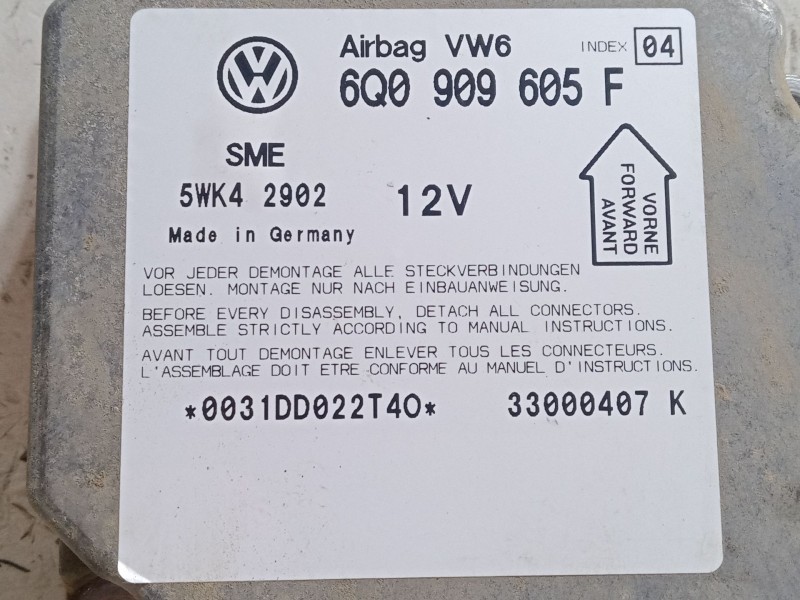 Airbag VW6 INDEX 04
6Q0 909 605 F
SME
5WK4 2902 12V
Made in Germany
VORNE
FORWARD
AVANT
VOR JEDER DEMONTAGE ALLE STECKVERBINDUNGEN
LOESEN. MONTAGE NUR NACH EINBAUANWEISUNG.
BEFORE EVERY DISASSEMBLY, DETACH ALL CONNECTORS.
ASSEMBLE STRICTLY ACCORDING TO MANUAL INSTRUCTIONS.
AVANT TOUT DEMONTAGE ENLEVER TOUS LES CONNECTEURS.
L'ASSEMBLAGE DOIT ETRE CONFORME AU MANUEL D'INSTRUCTIONS.
*0031DD022T40* 33000407 K